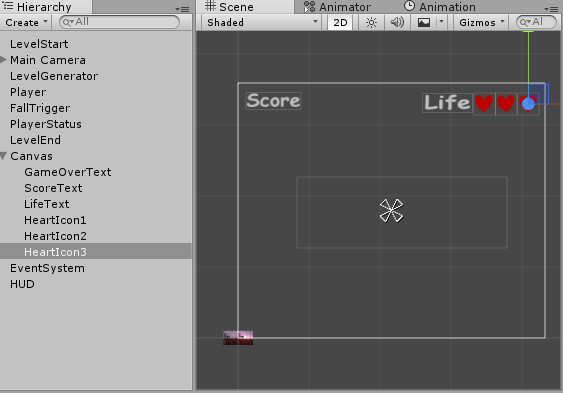 Hierarchy
Create
All
LevelStart
Main Camera
LevelGenerator
Player
FallTrigger
PlayerStatus
LevelEnd
Canvas
GameOverText
ScoreText
LifeText
HeartIcon1
HeartIcon2
HeartIcon3
EventSystem
HUD
Scene Animator Animation
Shaded 2D Gizmos Al
Score Life